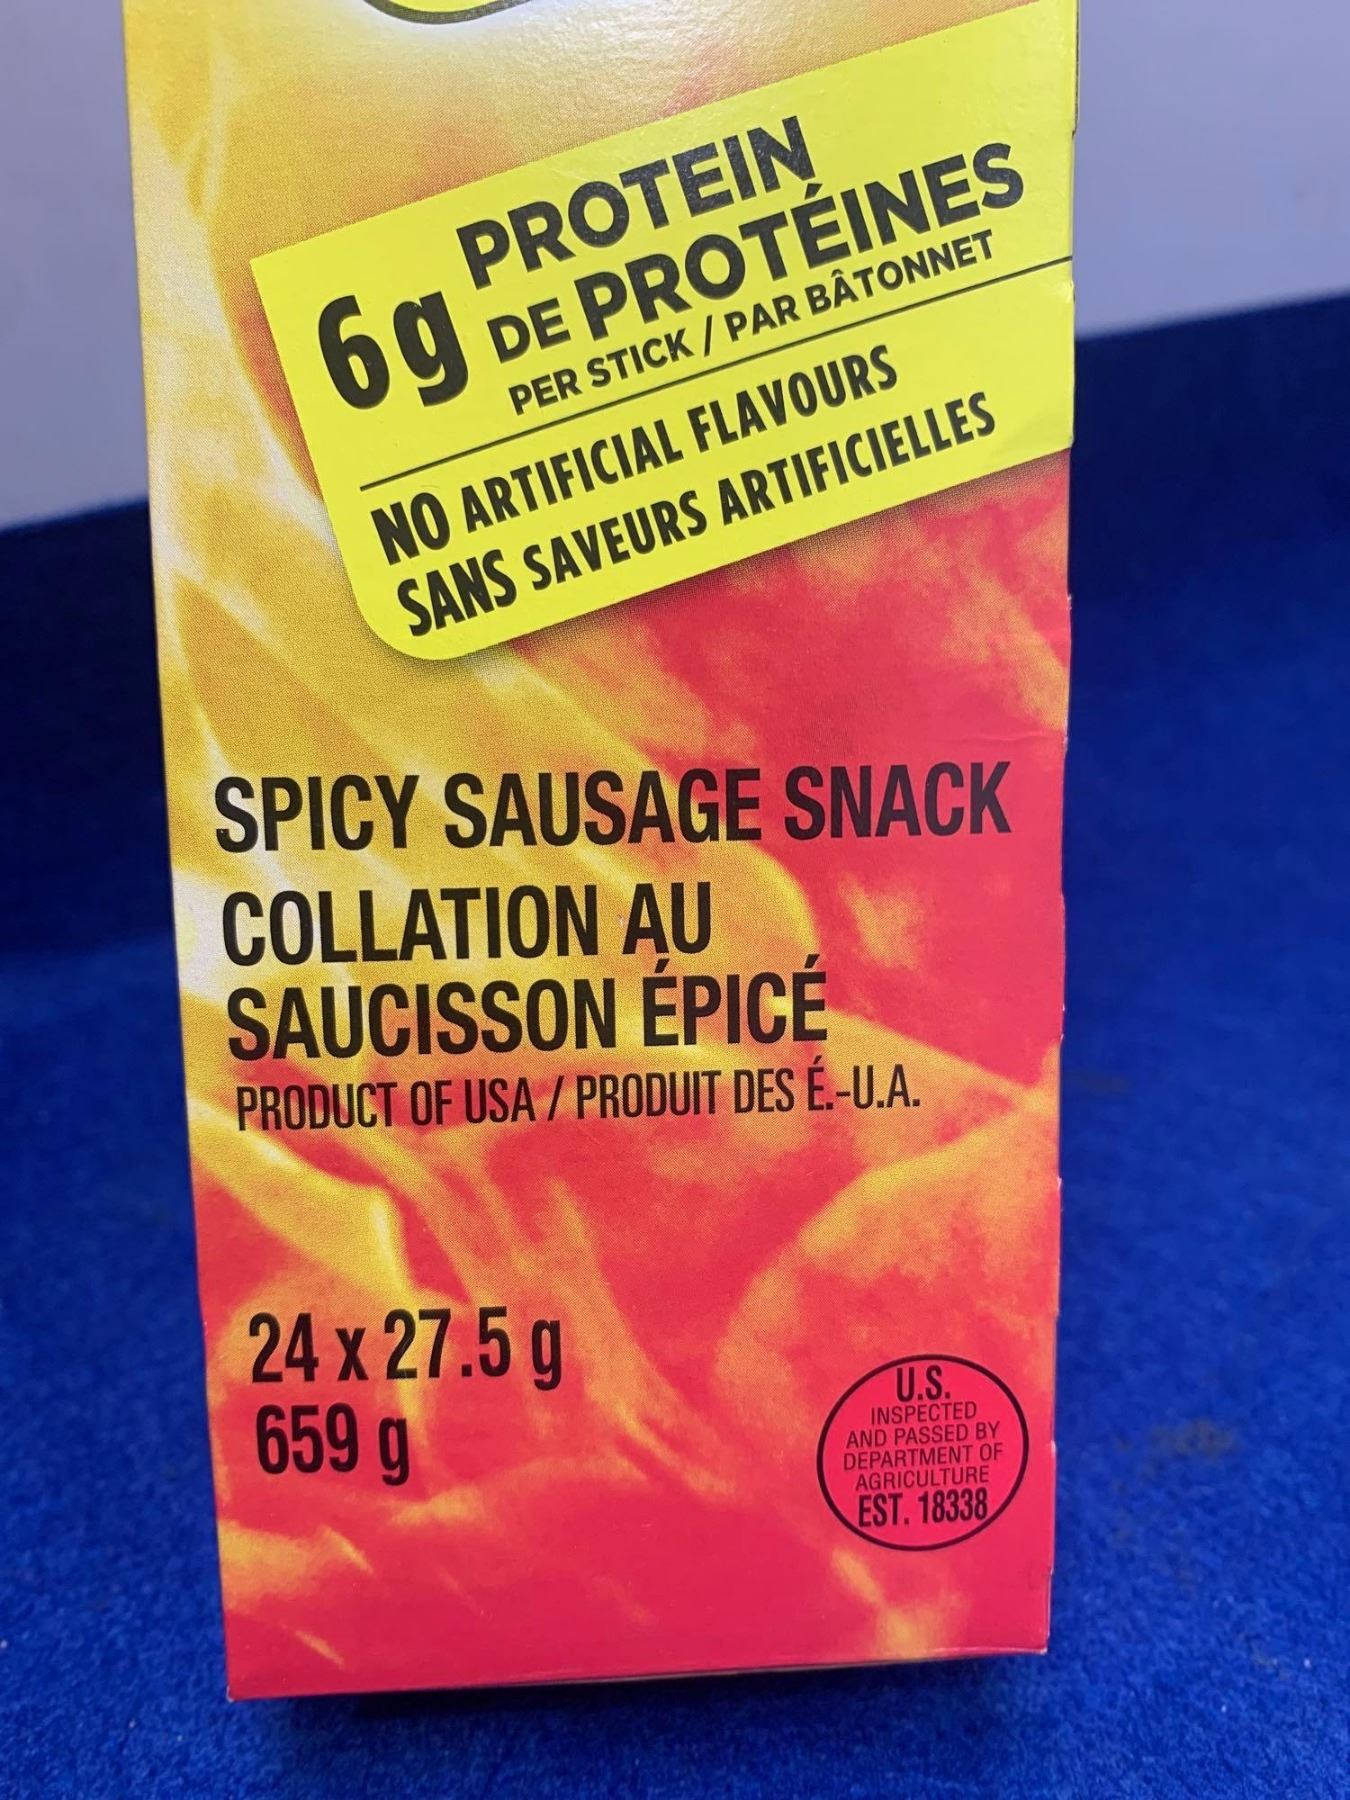 6g PROTEIN
DE PROTÉINES
PER STICK / PAR BÂTONNET
NO ARTIFICIAL FLAVOURS
SANS SAVEURS ARTIFICIELLES
SPICY SAUSAGE SNACK
COLLATION AU
SAUCISSON ÉPICÉ
PRODUCT OF USA / PRODUIT DES É.-U.A.
24 x 27.5 g
659 g
U.S.
INSPECTED
AND PASSED BY
DEPARTMENT OF
AGRICULTURE
EST. 18338